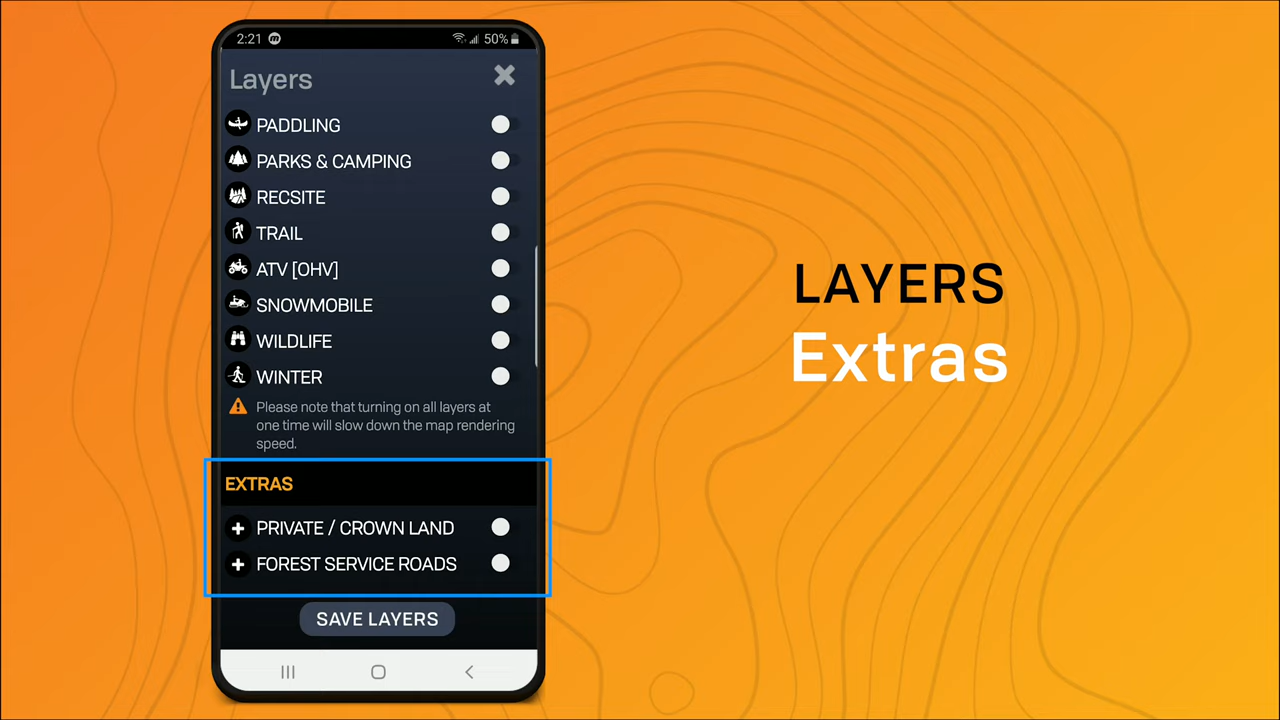 2:21
50%
Layers
PADDLING
PARKS & CAMPING
RECSITE
TRAIL
ATV [OHV]
SNOWMOBILE
WILDLIFE
WINTER
Please note that turning on all layers at
one time will slow down the map rendering
speed.
EXTRAS
PRIVATE / CROWN LAND
FOREST SERVICE ROADS
SAVE LAYERS
LAYERS
Extras